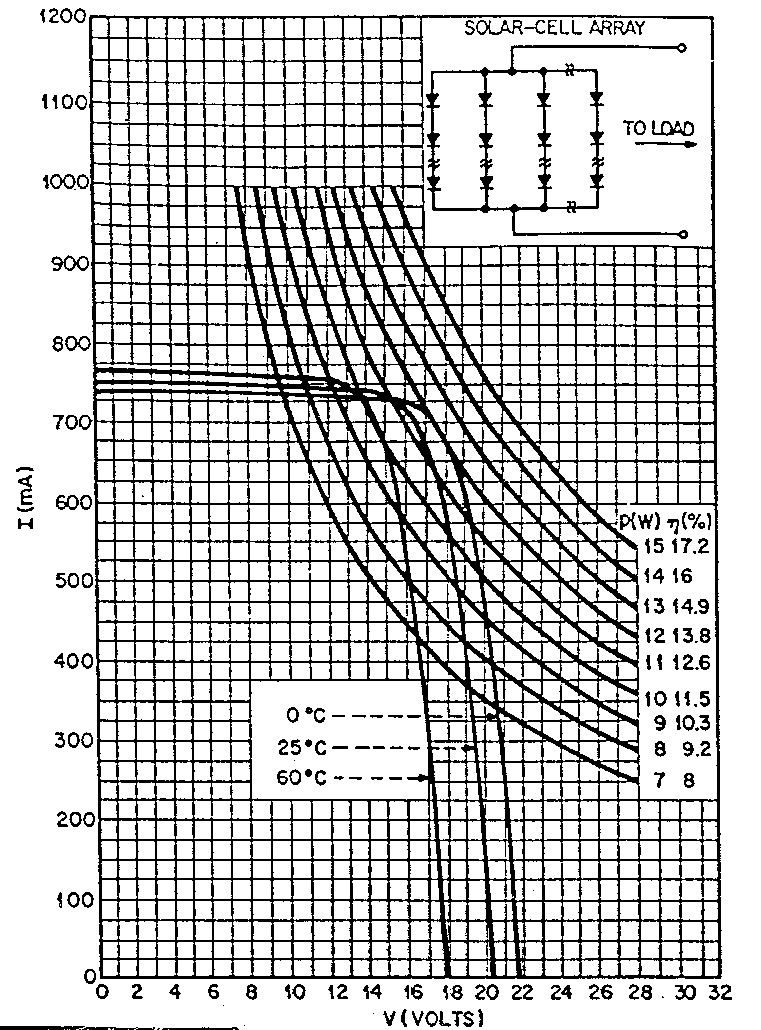 SOLAR-CELL ARRAY
TO LOAD
1200
1100
1000
900
800
700
600
500
400
300
200
100
0
I (mA)
P(W) η(%)
15 17.2
14 16
13 14.9
12 13.8
11 12.6
10 11.5
9 10.3
8 9.2
7 8
0°C
25°C
60°C
0 2 4 6 8 10 12 14 16 18 20 22 24 26 28 30 32
V (VOLTS)